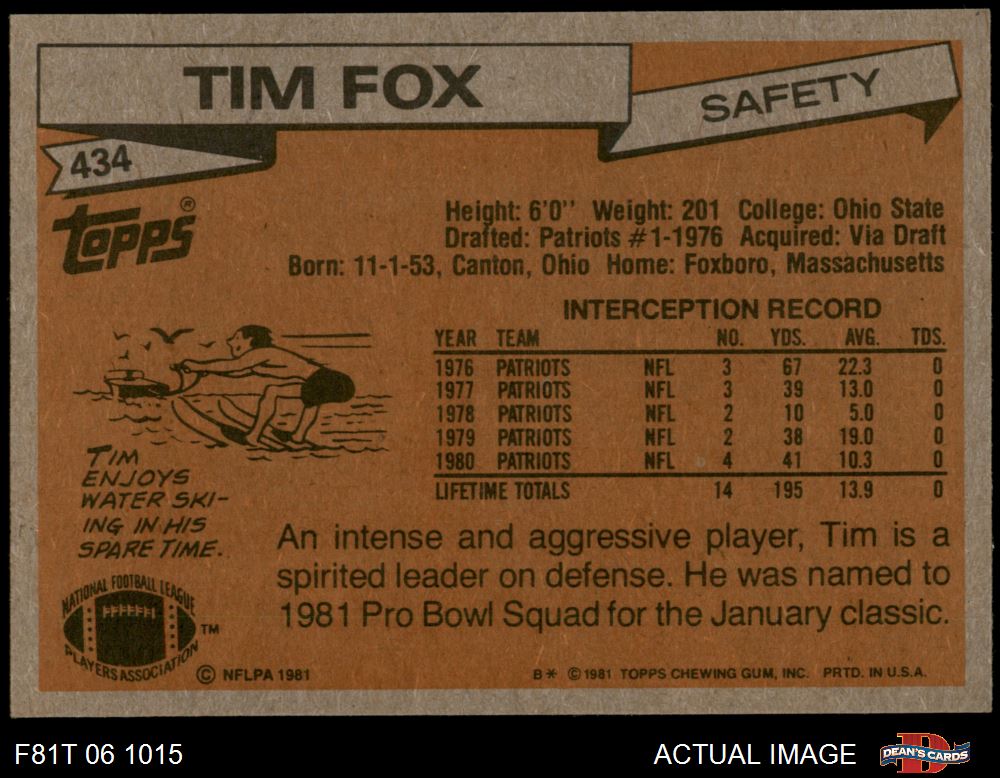 TIM FOX
SAFETY
434
TOPPS®
Height: 6'0'' Weight: 201 College: Ohio State
Drafted: Patriots #1-1976 Acquired: Via Draft
Born: 11-1-53, Canton, Ohio Home: Foxboro, Massachusetts
INTERCEPTION RECORD
YEAR TEAM NO. YDS. AVG. TDS.
1976 PATRIOTS NFL 3 67 22.3 0
1977 PATRIOTS NFL 3 39 13.0 0
1978 PATRIOTS NFL 2 10 5.0 0
1979 PATRIOTS NFL 2 38 19.0 0
1980 PATRIOTS NFL 4 41 10.3 0
LIFETIME TOTALS 14 195 13.9 0
TIM
ENJOYS
WATER SKI-
ING IN HIS
SPARE TIME.
An intense and aggressive player, Tim is a
spirited leader on defense. He was named to
1981 Pro Bowl Squad for the January classic.
NATIONAL FOOTBALL LEAGUE
PLAYERS ASSOCIATION
TM
© NFLPA 1981
B* © 1981 TOPPS CHEWING GUM, INC. PRTD. IN U.S.A.
F81T 06 1015
ACTUAL IMAGE
DEAN'S CARDS